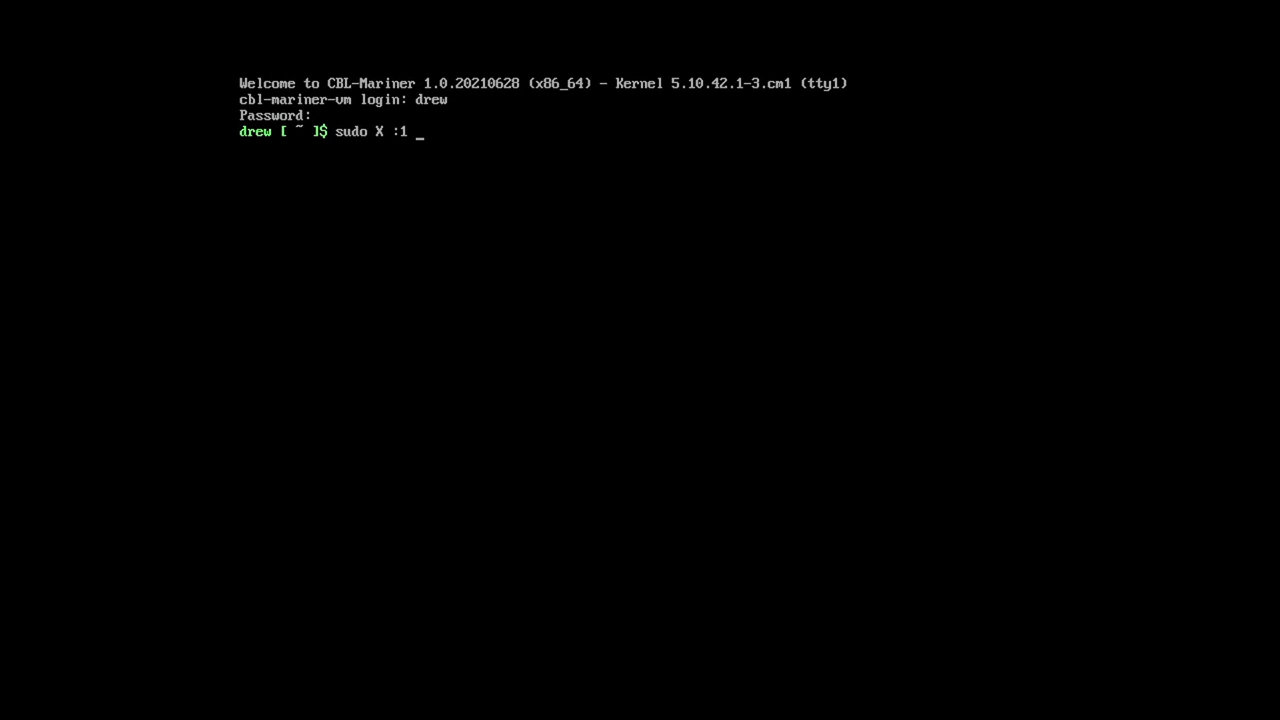 Welcome to CBL-Mariner 1.0.20210628 (x86_64) - Kernel 5.10.42.1-3.cm1 (tty1)
cbl-mariner-vm login: drew
Password:
drew [ ~ ]$ sudo X :1 _